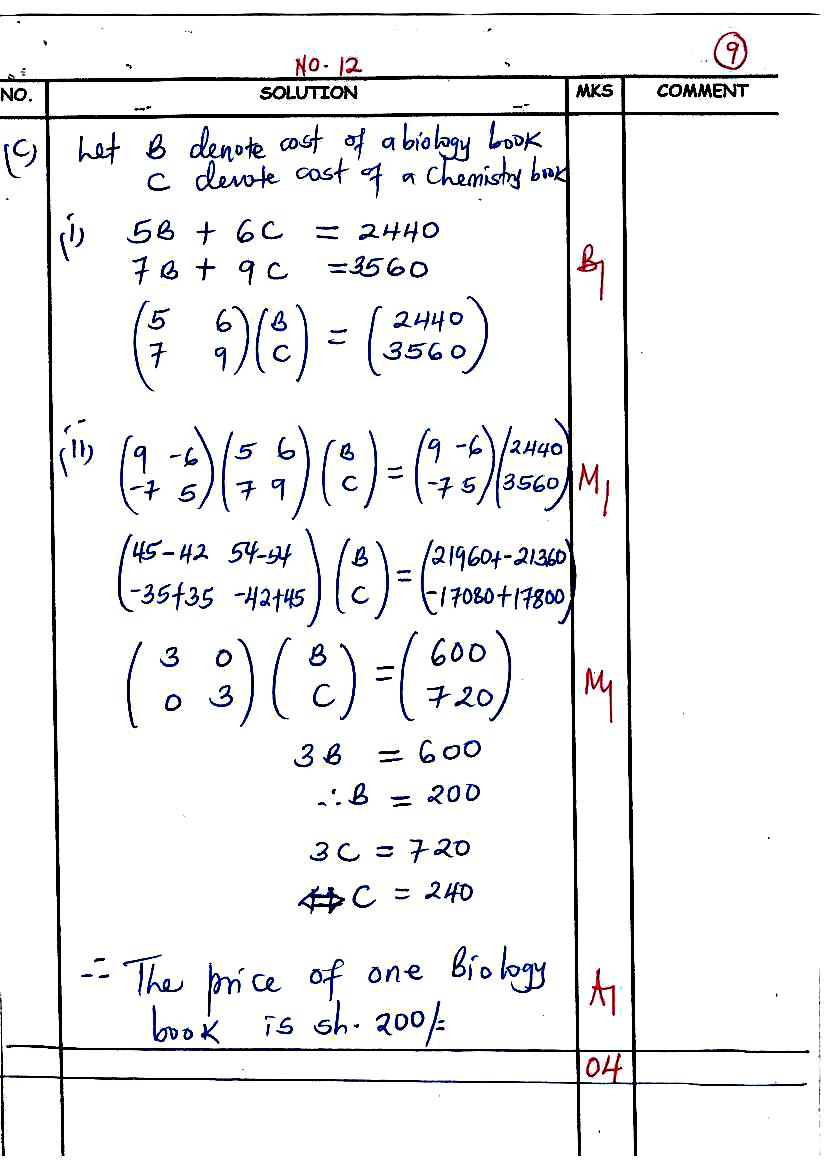 9
NO. 12
NO. SOLUTION MKS COMMENT
(C) Let B denote cost of a biology book
C denote cost of a Chemistry book
(i) 5B + 6C = 2440
7B + 9C =3560 B1
(5 6) (B) = (2440)
(7 9) (C) (3560)
(ii) (9 -6) (5 6) (B) = (9 -6) (2440)
(-7 5) (7 9) (C) (-7 5) (3560) M1
(45-42 54-54) (B) = (21960+-21360)
(-35+35 -42+45) (C) (-17080+17800)
(3 0) (B) = (600)
(0 3) (C) (720) M1
3B = 600
∴B = 200
3C = 720
⇔ C = 240
∴ The price of one Biology
book is sh. 200/= A1
04